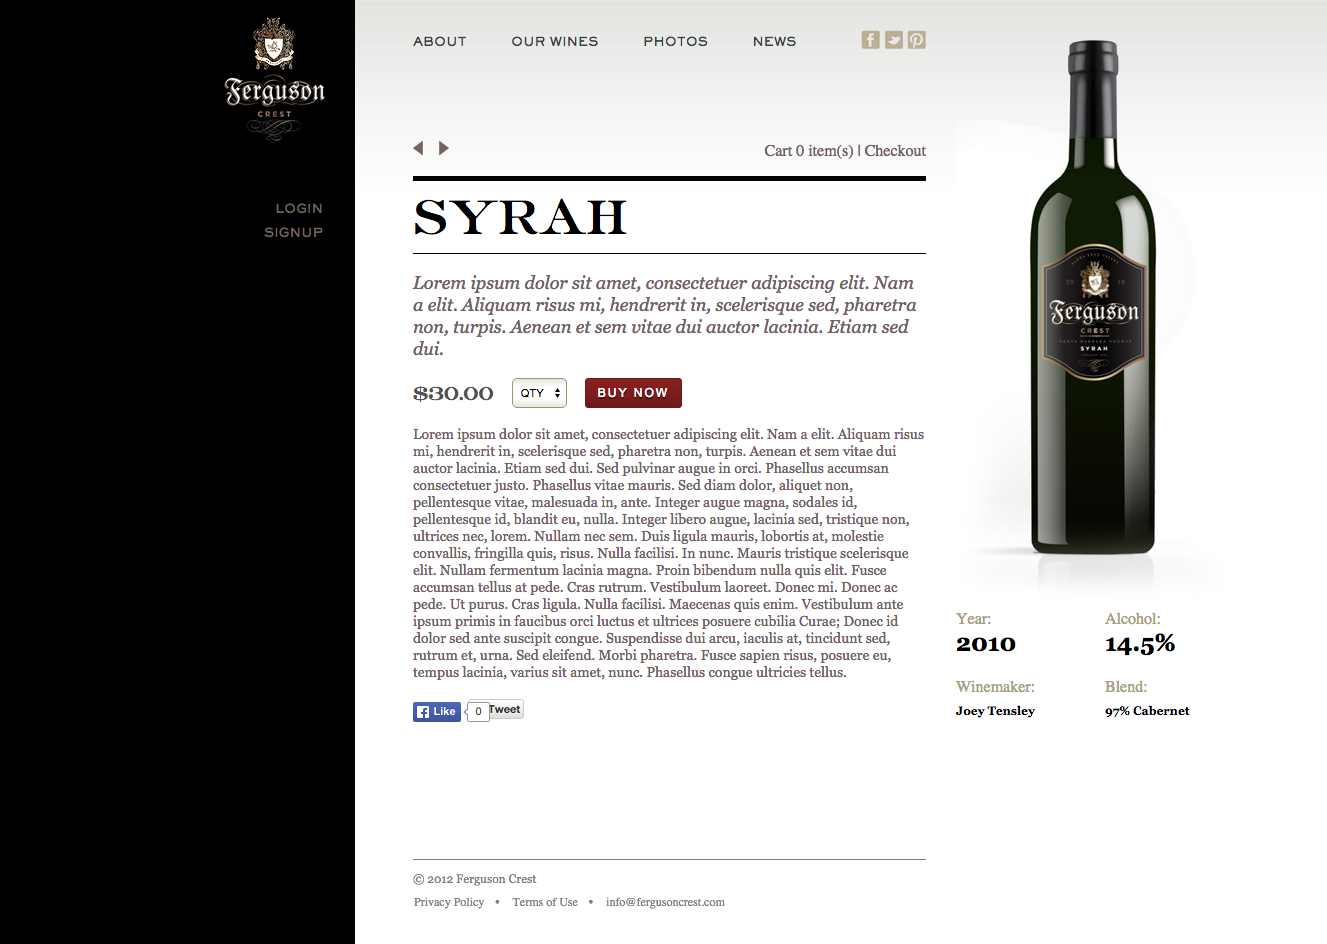 Ferguson
CREST
LOGIN
SIGNUP
ABOUT OUR WINES PHOTOS NEWS
Cart 0 item(s) | Checkout
SYRAH
Lorem ipsum dolor sit amet, consectetuer adipiscing elit. Nam
a elit. Aliquam risus mi, hendrerit in, scelerisque sed, pharetra
non, turpis. Aenean et sem vitae dui auctor lacinia. Etiam sed
dui.
$30.00 QTY BUY NOW
Lorem ipsum dolor sit amet, consectetuer adipiscing elit. Nam a elit. Aliquam risus
mi, hendrerit in, scelerisque sed, pharetra non, turpis. Aenean et sem vitae dui
auctor lacinia. Etiam sed dui. Sed pulvinar augue in orci. Phasellus accumsan
consectetuer justo. Phasellus vitae mauris. Sed diam dolor, aliquet non,
pellentesque vitae, malesuada in, ante. Integer augue magna, sodales id,
pellentesque id, blandit eu, nulla. Integer libero augue, lacinia sed, tristique non,
ultrices nec, lorem. Nullam nec sem. Duis ligula mauris, lobortis at, molestie
convallis, fringilla quis, risus. Nulla facilisi. In nunc. Mauris tristique scelerisque
elit. Nullam fermentum lacinia magna. Proin bibendum nulla quis elit. Fusce
accumsan tellus at pede. Cras rutrum. Vestibulum laoreet. Donec mi. Donec ac
pede. Ut purus. Cras ligula. Nulla facilisi. Maecenas quis enim. Vestibulum ante
ipsum primis in faucibus orci luctus et ultrices posuere cubilia Curae; Donec id
dolor sed ante suscipit congue. Suspendisse dui arcu, iaculis at, tincidunt sed,
rutrum et, urna. Sed eleifend. Morbi pharetra. Fusce sapien risus, posuere eu,
tempus lacinia, varius sit amet, nunc. Phasellus congue ultricies tellus.
Like 0 Tweet
Ferguson
CREST
SANTA BARBARA COUNTY
SYRAH
Year: Alcohol:
2010 14.5%
Winemaker: Blend:
Joey Tensley 97% Cabernet
© 2012 Ferguson Crest
Privacy Policy • Terms of Use • info@fergusoncrest.com